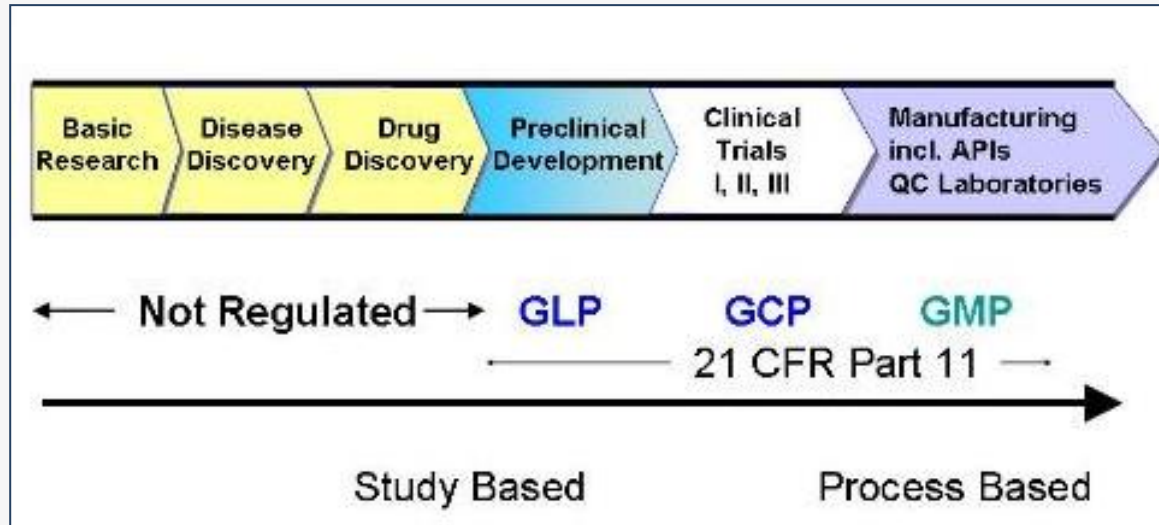 Basic
Research
Disease
Discovery
Drug
Discovery
Preclinical
Development
Clinical
Trials
I, II, III
Manufacturing
incl. APIs
QC Laboratories
Not Regulated
GLP
GCP
GMP
21 CFR Part 11
Study Based
Process Based